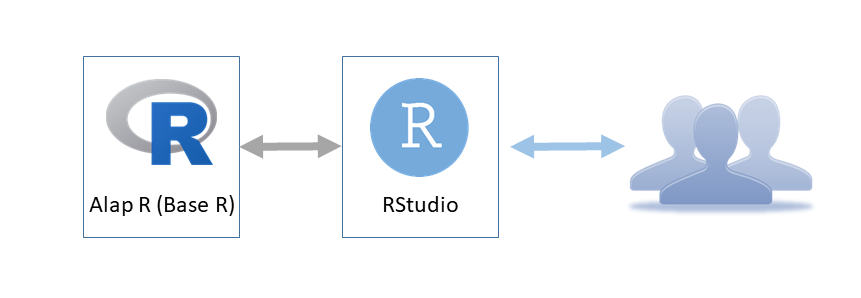 R
Alap R (Base R)
R
RStudio